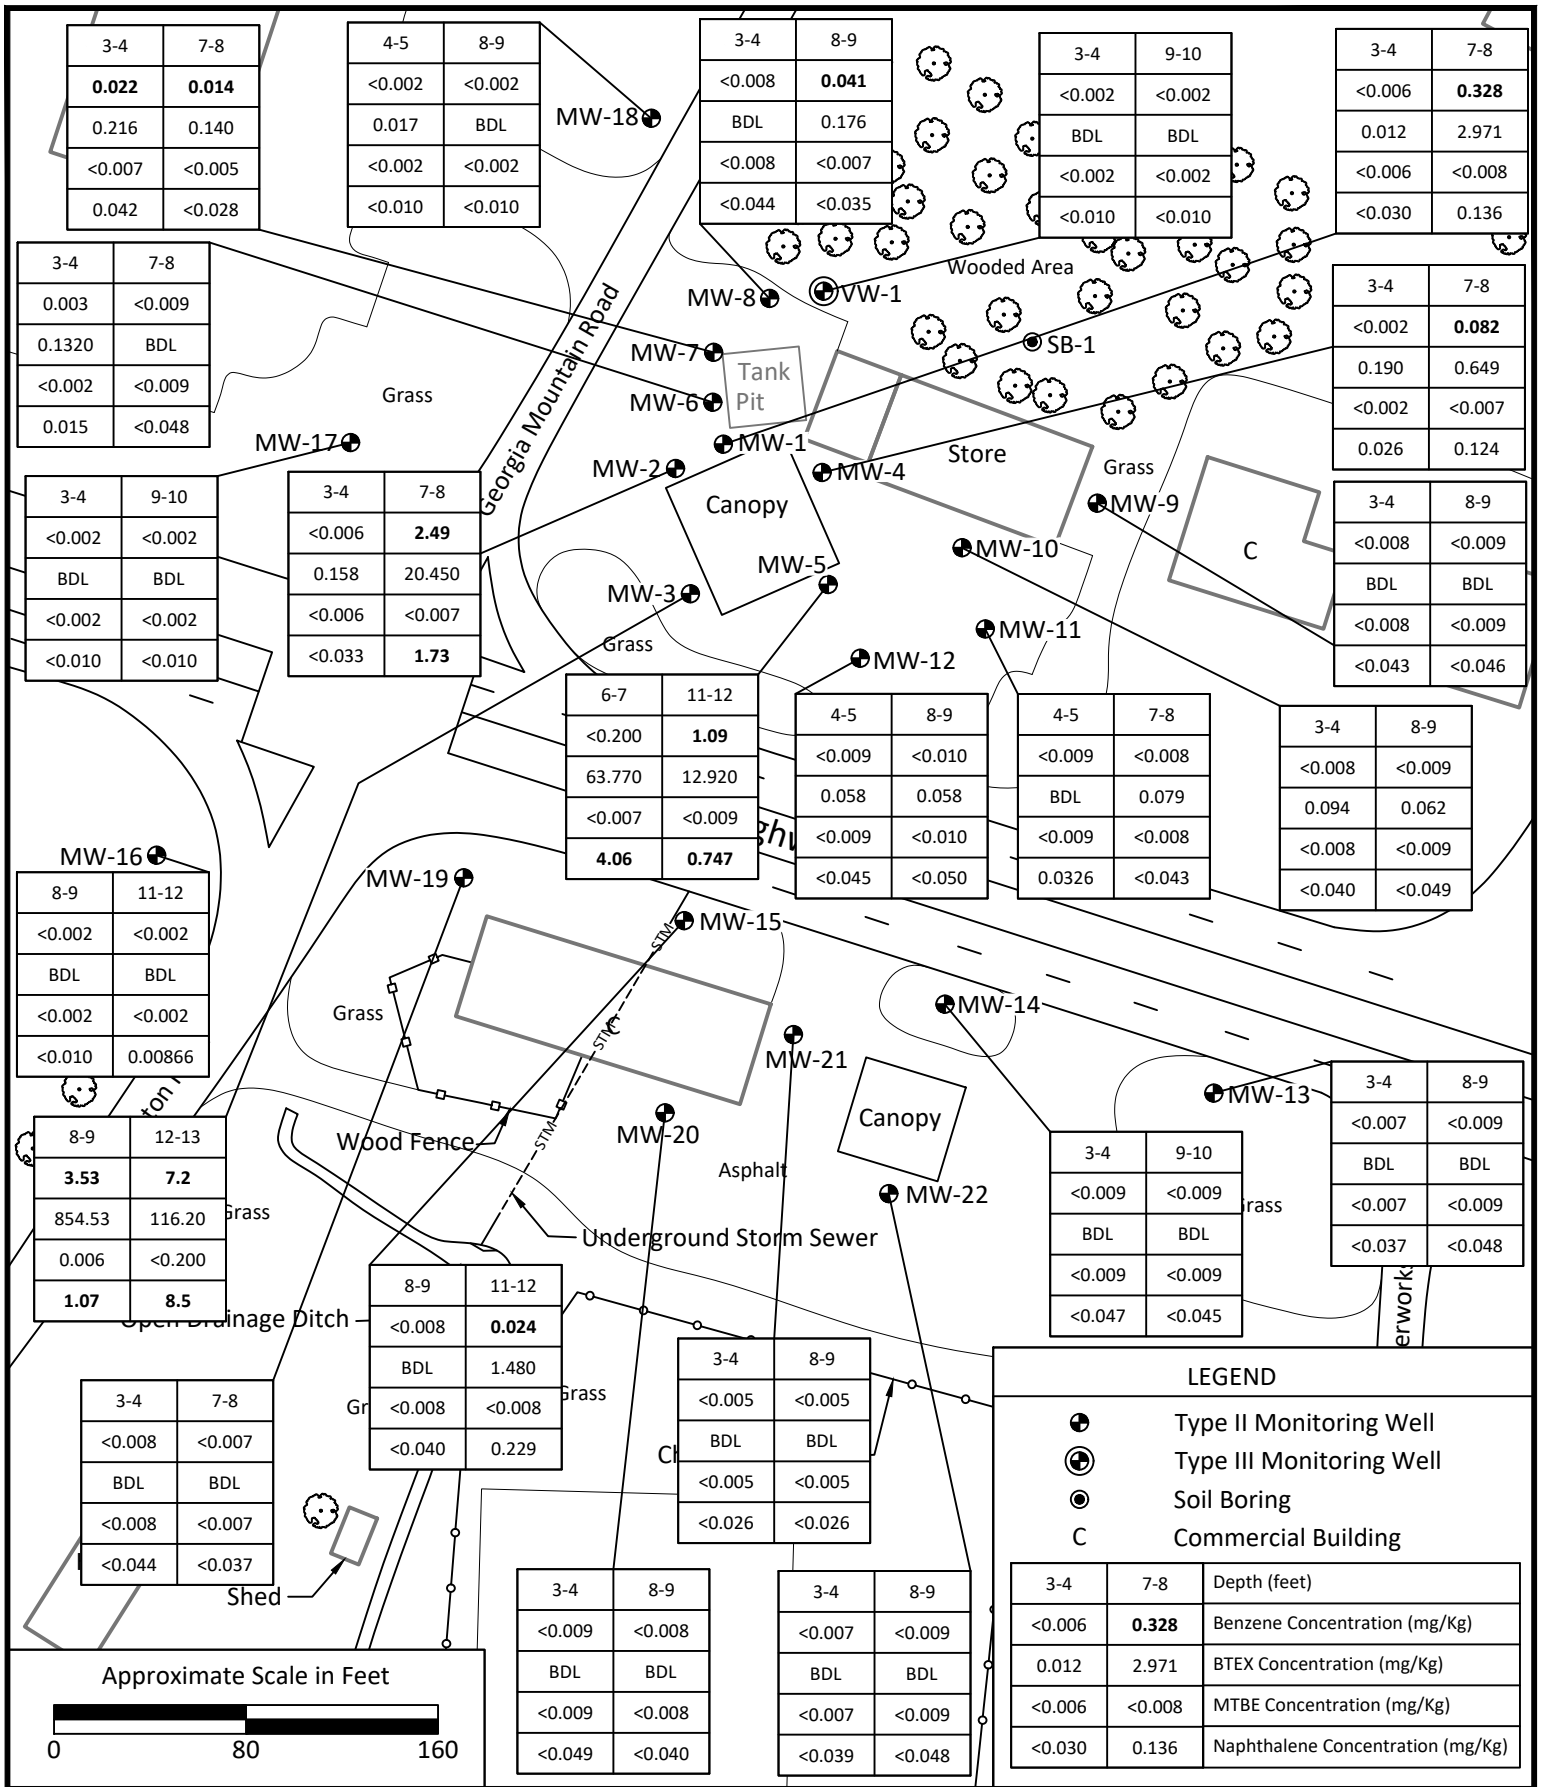 3-4 7-8
0.022 0.014
0.216 0.140
<0.007 <0.005
0.042 <0.028
4-5 8-9
<0.002 <0.002
0.017 BDL
<0.002 <0.002
<0.010 <0.010
MW-18
3-4 8-9
<0.008 0.041
BDL 0.176
<0.008 <0.007
<0.044 <0.035
3-4 9-10
<0.002 <0.002
BDL BDL
<0.002 <0.002
<0.010 <0.010
3-4 7-8
<0.006 0.328
0.012 2.971
<0.006 <0.008
<0.030 0.136
3-4 7-8
0.003 <0.009
0.1320 BDL
<0.002 <0.009
0.015 <0.048
Wooded Area
MW-8
VW-1
3-4 7-8
<0.002 0.082
0.190 0.649
<0.002 <0.007
0.026 0.124
Georgia Mountain Road
MW-7
SB-1
Tank
Pit
Grass
MW-6
MW-17
MW-1
MW-2
MW-4
Store
Grass
3-4 9-10
<0.002 <0.002
BDL BDL
<0.002 <0.002
<0.010 <0.010
3-4 7-8
<0.006 2.49
0.158 20.450
<0.006 <0.007
<0.033 1.73
Canopy
MW-9
3-4 8-9
<0.008 <0.009
BDL BDL
<0.008 <0.009
<0.043 <0.046
MW-10
C
MW-5
MW-3
MW-11
Grass
MW-12
6-7 11-12
<0.200 1.09
63.770 12.920
<0.007 <0.009
4.06 0.747
4-5 8-9
<0.009 <0.010
0.058 0.058
<0.009 <0.010
<0.045 <0.050
4-5 7-8
<0.009 <0.008
BDL 0.079
<0.009 <0.008
0.0326 <0.043
3-4 8-9
<0.008 <0.009
0.094 0.062
<0.008 <0.009
<0.040 <0.049
MW-16
8-9 11-12
<0.002 <0.002
BDL BDL
<0.002 <0.002
<0.010 0.00866
MW-19
MW-15
STM
Grass
STM
C
MW-14
MW-21
MW-13
3-4 8-9
<0.007 <0.009
BDL BDL
<0.007 <0.009
<0.037 <0.048
Canopy
MW-20
Wood Fence
STM
Asphalt
3-4 9-10
<0.009 <0.009
BDL BDL
<0.009 <0.009
<0.047 <0.045
8-9 12-13
3.53 7.2
854.53 116.20
0.006 <0.200
1.07 8.5
MW-22
Grass
Grass
Underground Storm Sewer
Open Drainage Ditch
8-9 11-12
<0.008 0.024
BDL 1.480
<0.008 <0.008
<0.040 0.229
Grass
3-4 8-9
<0.005 <0.005
BDL BDL
<0.005 <0.005
<0.026 <0.026
3-4 7-8
<0.008 <0.007
BDL BDL
<0.008 <0.007
<0.044 <0.037
Shed
3-4 8-9
<0.009 <0.008
BDL BDL
<0.009 <0.008
<0.049 <0.040
3-4 8-9
<0.007 <0.009
BDL BDL
<0.007 <0.009
<0.039 <0.048
LEGEND
Type II Monitoring Well
Type III Monitoring Well
Soil Boring
C Commercial Building
3-4 7-8 Depth (feet)
<0.006 0.328 Benzene Concentration (mg/Kg)
0.012 2.971 BTEX Concentration (mg/Kg)
<0.006 <0.008 MTBE Concentration (mg/Kg)
<0.030 0.136 Naphthalene Concentration (mg/Kg)
Approximate Scale in Feet
0 80 160